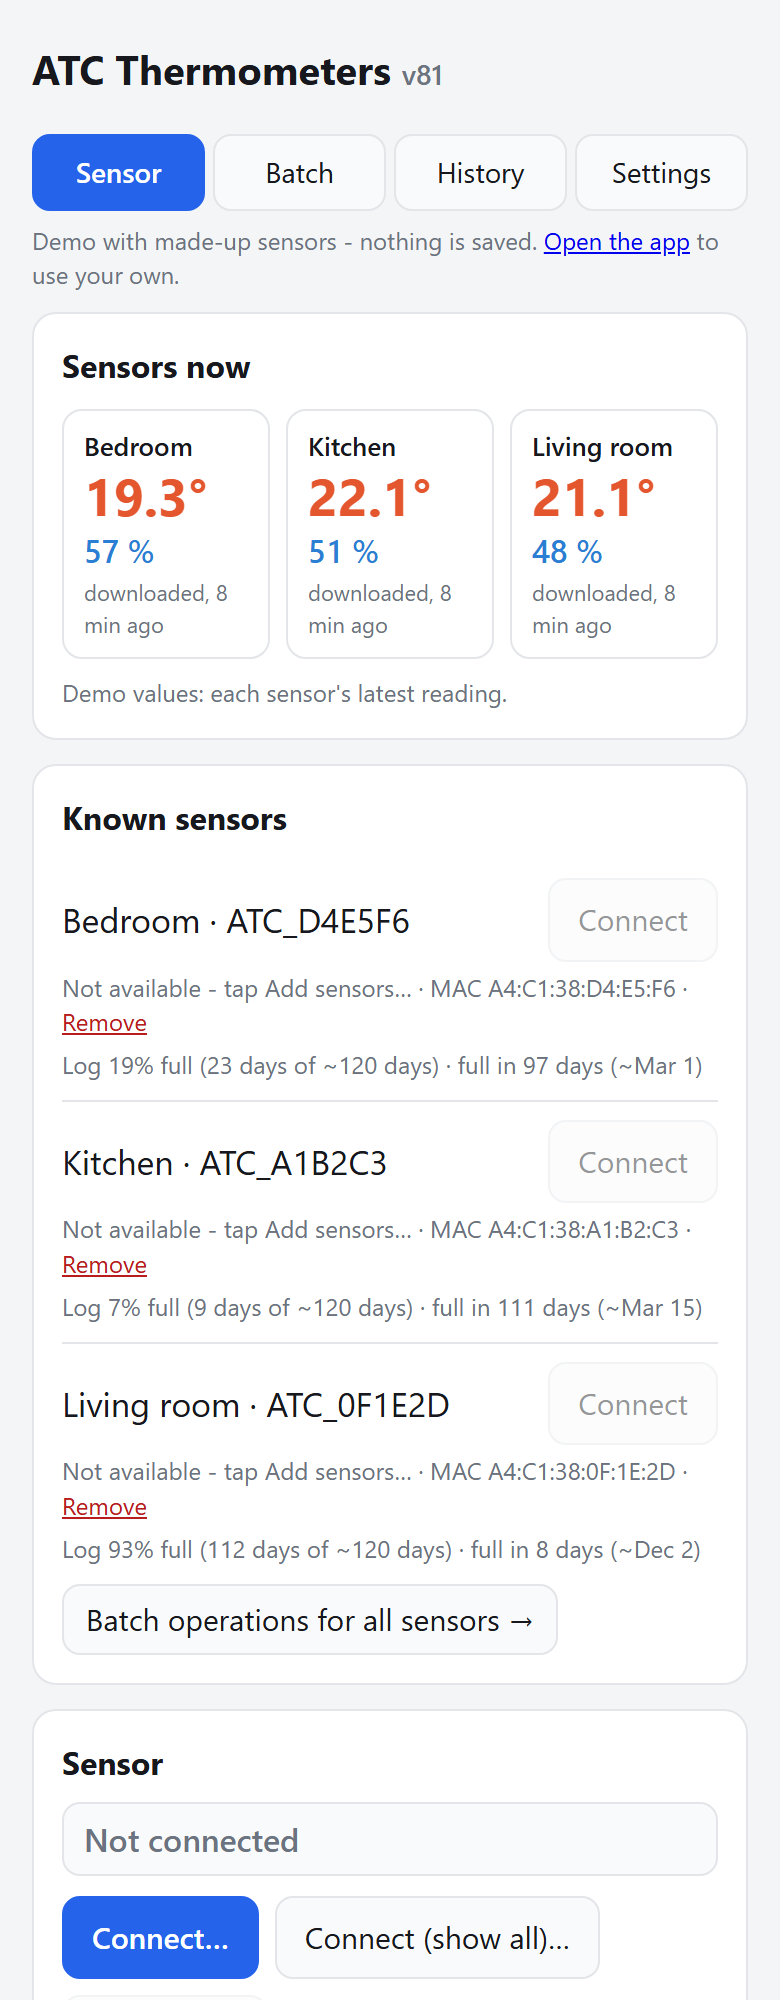 ATC Thermometers v81
Sensor
Batch
History
Settings
Demo with made-up sensors - nothing is saved. Open the app to
use your own.
Sensors now
Bedroom
19.3°
57 %
downloaded, 8
min ago
Kitchen
22.1°
51 %
downloaded, 8
min ago
Living room
21.1°
48 %
downloaded, 8
min ago
Demo values: each sensor's latest reading.
Known sensors
Bedroom · ATC_D4E5F6
Connect
Not available - tap Add sensors... · MAC A4:C1:38:D4:E5:F6 ·
Remove
Log 19% full (23 days of ~120 days) · full in 97 days (~Mar 1)
Kitchen · ATC_A1B2C3
Connect
Not available - tap Add sensors... · MAC A4:C1:38:A1:B2:C3 ·
Remove
Log 7% full (9 days of ~120 days) · full in 111 days (~Mar 15)
Living room · ATC_0F1E2D
Connect
Not available - tap Add sensors... · MAC A4:C1:38:0F:1E:2D ·
Remove
Log 93% full (112 days of ~120 days) · full in 8 days (~Dec 2)
Batch operations for all sensors →
Sensor
Not connected
Connect...
Connect (show all)...